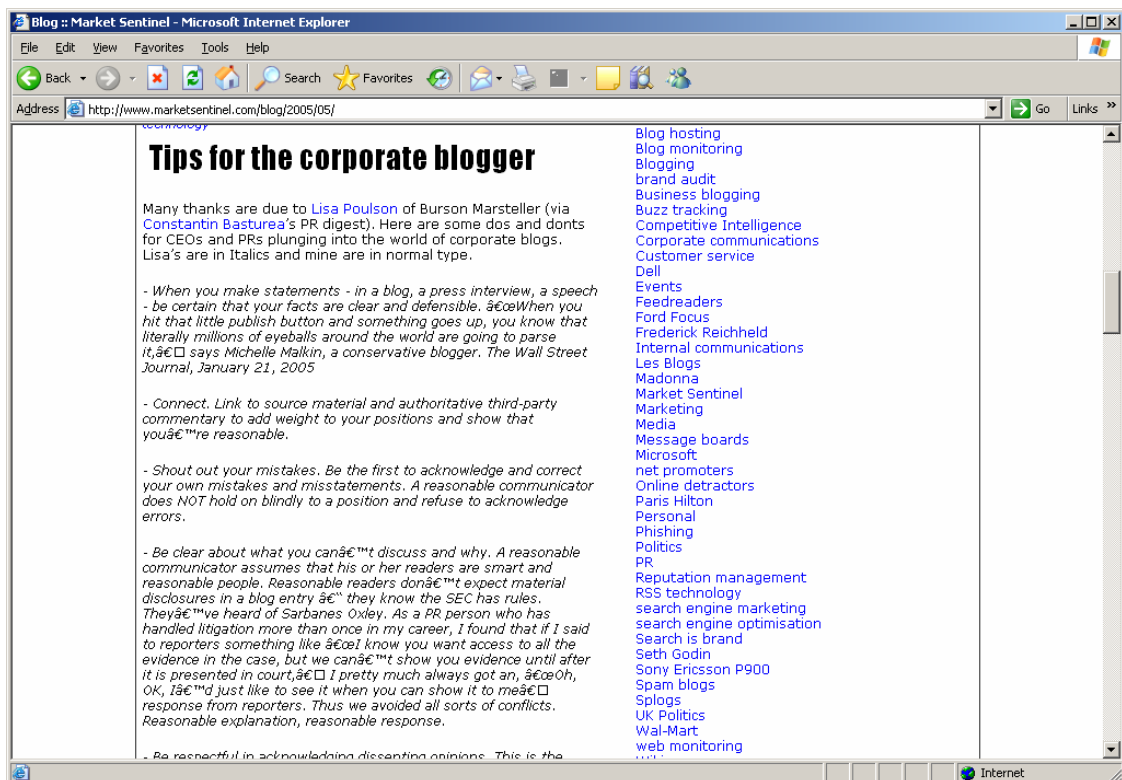 Blog :: Market Sentinel - Microsoft Internet Explorer
File Edit View Favorites Tools Help
Back Search Favorites
Address http://www.marketsentinel.com/blog/2005/05/ Go Links »
technology
Tips for the corporate blogger
Many thanks are due to Lisa Poulson of Burson Marsteller (via
Constantin Basturea's PR digest). Here are some dos and donts
for CEOs and PRs plunging into the world of corporate blogs.
Lisa's are in Italics and mine are in normal type.
- When you make statements - in a blog, a press interview, a speech
- be certain that your facts are clear and defensible. â€œWhen you
hit that little publish button and something goes up, you know that
literally millions of eyeballs around the world are going to parse
it,â€□ says Michelle Malkin, a conservative blogger. The Wall Street
Journal, January 21, 2005
- Connect. Link to source material and authoritative third-party
commentary to add weight to your positions and show that
youâ€™re reasonable.
- Shout out your mistakes. Be the first to acknowledge and correct
your own mistakes and misstatements. A reasonable communicator
does NOT hold on blindly to a position and refuse to acknowledge
errors.
- Be clear about what you canâ€™t discuss and why. A reasonable
communicator assumes that his or her readers are smart and
reasonable people. Reasonable readers donâ€™t expect material
disclosures in a blog entry â€“ they know the SEC has rules.
Theyâ€™ve heard of Sarbanes Oxley. As a PR person who has
handled litigation more than once in my career, I found that if I said
to reporters something like â€œI know you want access to all the
evidence in the case, but we canâ€™t show you evidence until after
it is presented in court,â€□ I pretty much always got an, â€œOh,
OK, Iâ€™d just like to see it when you can show it to meâ€□
response from reporters. Thus we avoided all sorts of conflicts.
Reasonable explanation, reasonable response.
- Be respectful in acknowledging dissenting opinions. This is the
Blog hosting
Blog monitoring
Blogging
brand audit
Business blogging
Buzz tracking
Competitive Intelligence
Corporate communications
Customer service
Dell
Events
Feedreaders
Ford Focus
Frederick Reichheld
Internal communications
Les Blogs
Madonna
Market Sentinel
Marketing
Media
Message boards
Microsoft
net promoters
Online detractors
Paris Hilton
Personal
Phishing
Politics
PR
Reputation management
RSS technology
search engine marketing
search engine optimisation
Search is brand
Seth Godin
Sony Ericsson P900
Spam blogs
Splogs
UK Politics
Wal-Mart
web monitoring
Internet